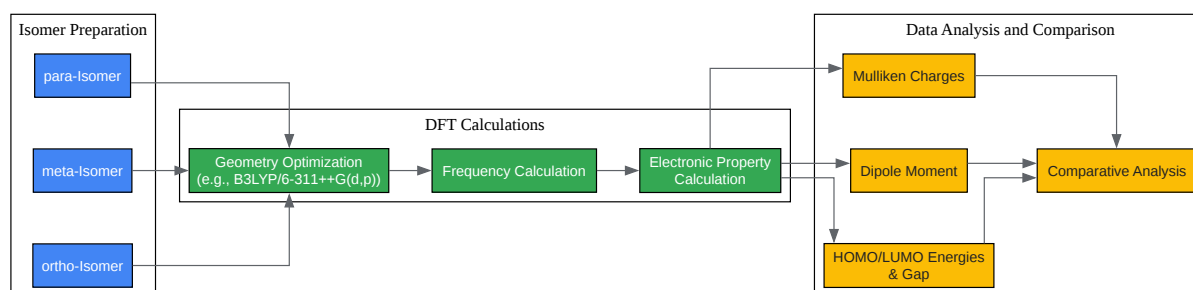 Isomer Preparation
para-Isomer
meta-Isomer
ortho-Isomer
DFT Calculations
Geometry Optimization
(e.g., B3LYP/6-311++G(d,p))
Frequency Calculation
Electronic Property
Calculation
Data Analysis and Comparison
Mulliken Charges
Dipole Moment
HOMO/LUMO Energies
& Gap
Comparative Analysis